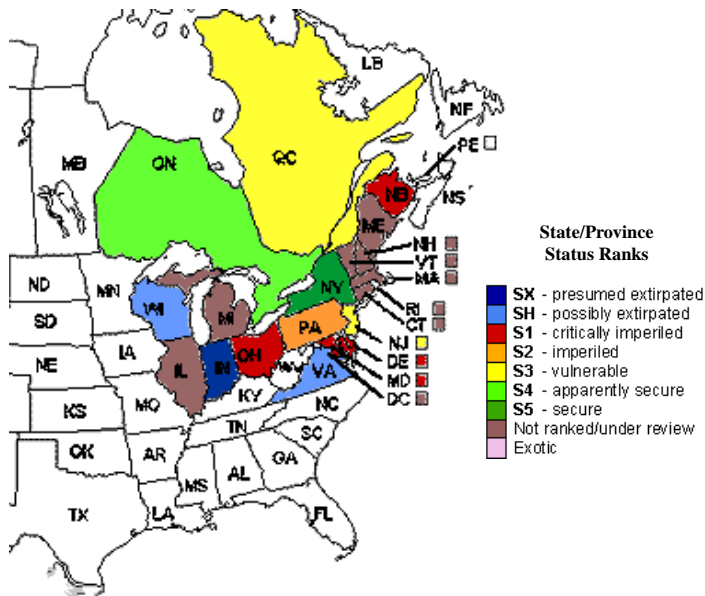 LB
NF
PE
QC
ON
MB
NB
NS
ME
NH
VT
MA
ND
MN
NY
WI
SD
MI
RI
CT
PA
NJ
IA
NE
OH
DE
IL
IN
WV
MD
VA
DC
KS
MO
KY
NC
TN
OK
AR
SC
MS
AL
GA
TX
LA
FL
State/Province
Status Ranks
SX - presumed extirpated
SH - possibly extirpated
S1 - critically imperiled
S2 - imperiled
S3 - vulnerable
S4 - apparently secure
S5 - secure
Not ranked/under review
Exotic